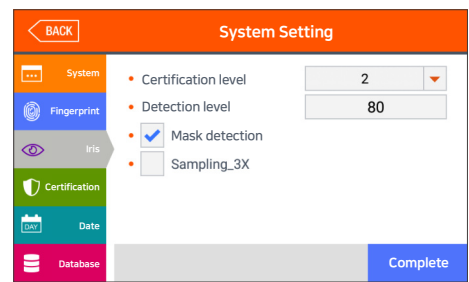 BACK
System Setting
System
Fingerprint
Iris
Certification
DAY
Date
Database
Certification level
2
Detection level
80
Mask detection
Sampling_3X
Complete